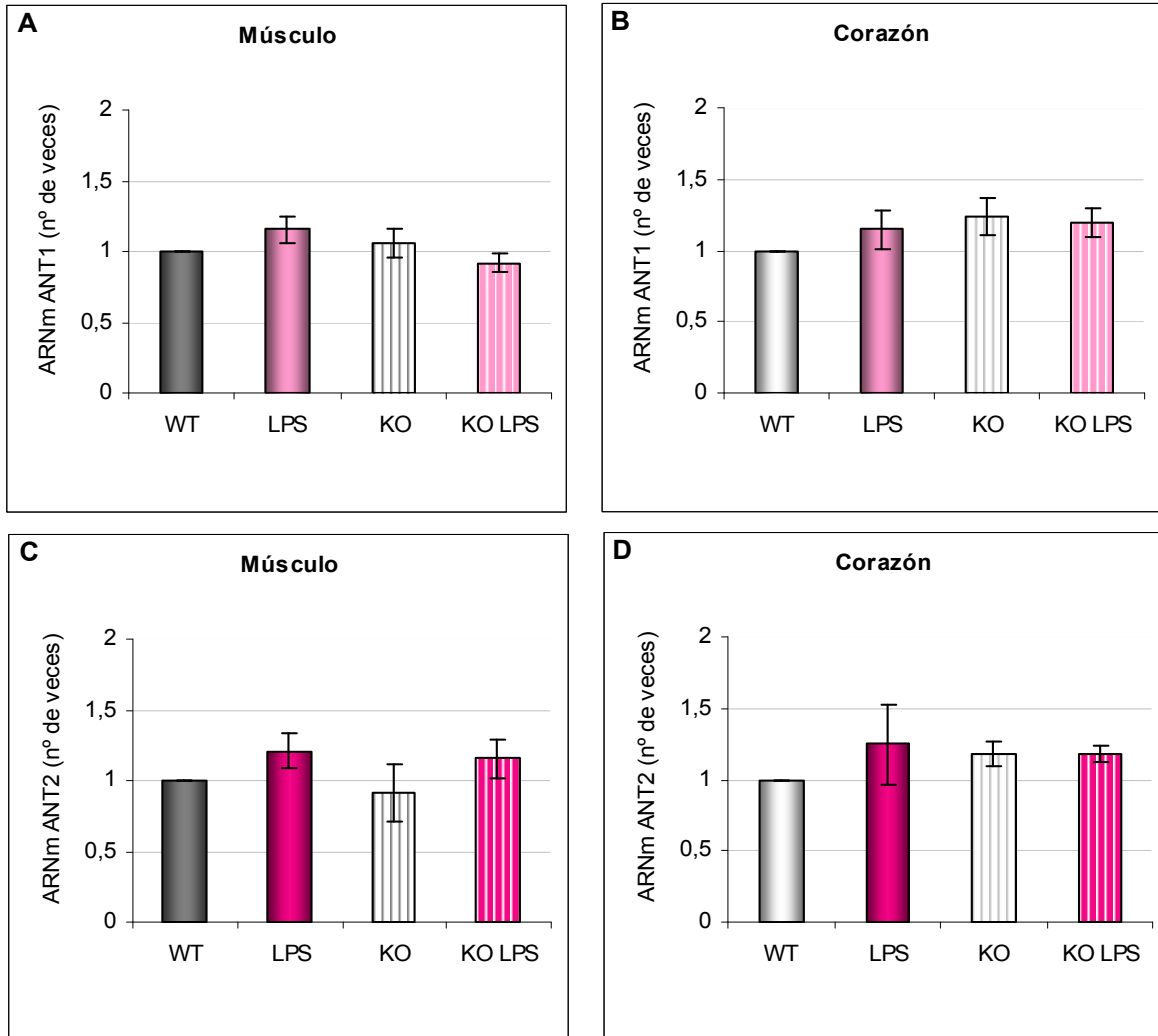 A
Músculo
ARNm ANT1 (nº de veces)
2
1,5
1
0,5
0
WT LPS KO KO LPS
B
Corazón
ARNm ANT1 (nº de veces)
2
1,5
1
0,5
0
WT LPS KO KO LPS
C
Músculo
ARNm ANT2 (nº de veces)
2
1,5
1
0,5
0
WT LPS KO KO LPS
D
Corazón
ARNm ANT2 (nº de veces)
2
1,5
1
0,5
0
WT LPS KO KO LPS